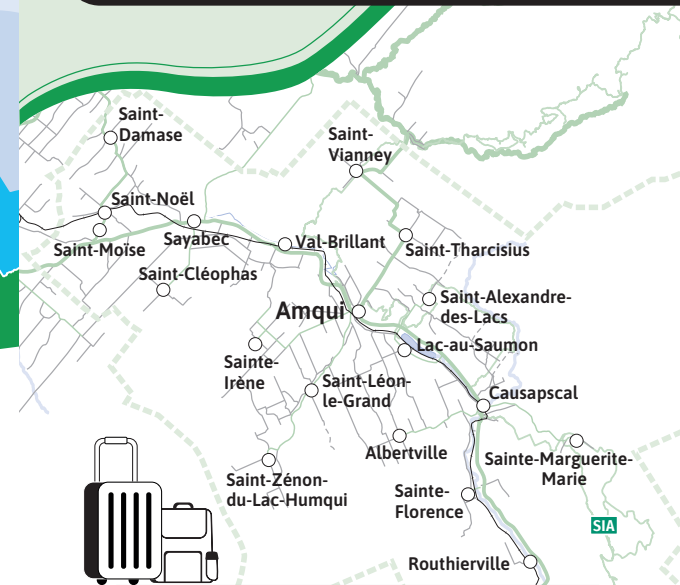 Saint-
Damase
Saint-
Vianney
Saint-Noël
Saint-Moïse
Sayabec
Val-Brillant
Saint-Tharcisius
Saint-Cléophas
Amqui
Saint-Alexandre-
des-Lacs
Lac-au-Saumon
Sainte-
Irène
Saint-Léon-
le-Grand
Causapscal
Albertville
Sainte-Marguerite-
Marie
Saint-Zénon-
du-Lac-Humqui
Sainte-
Florence
SIA
Routhierville